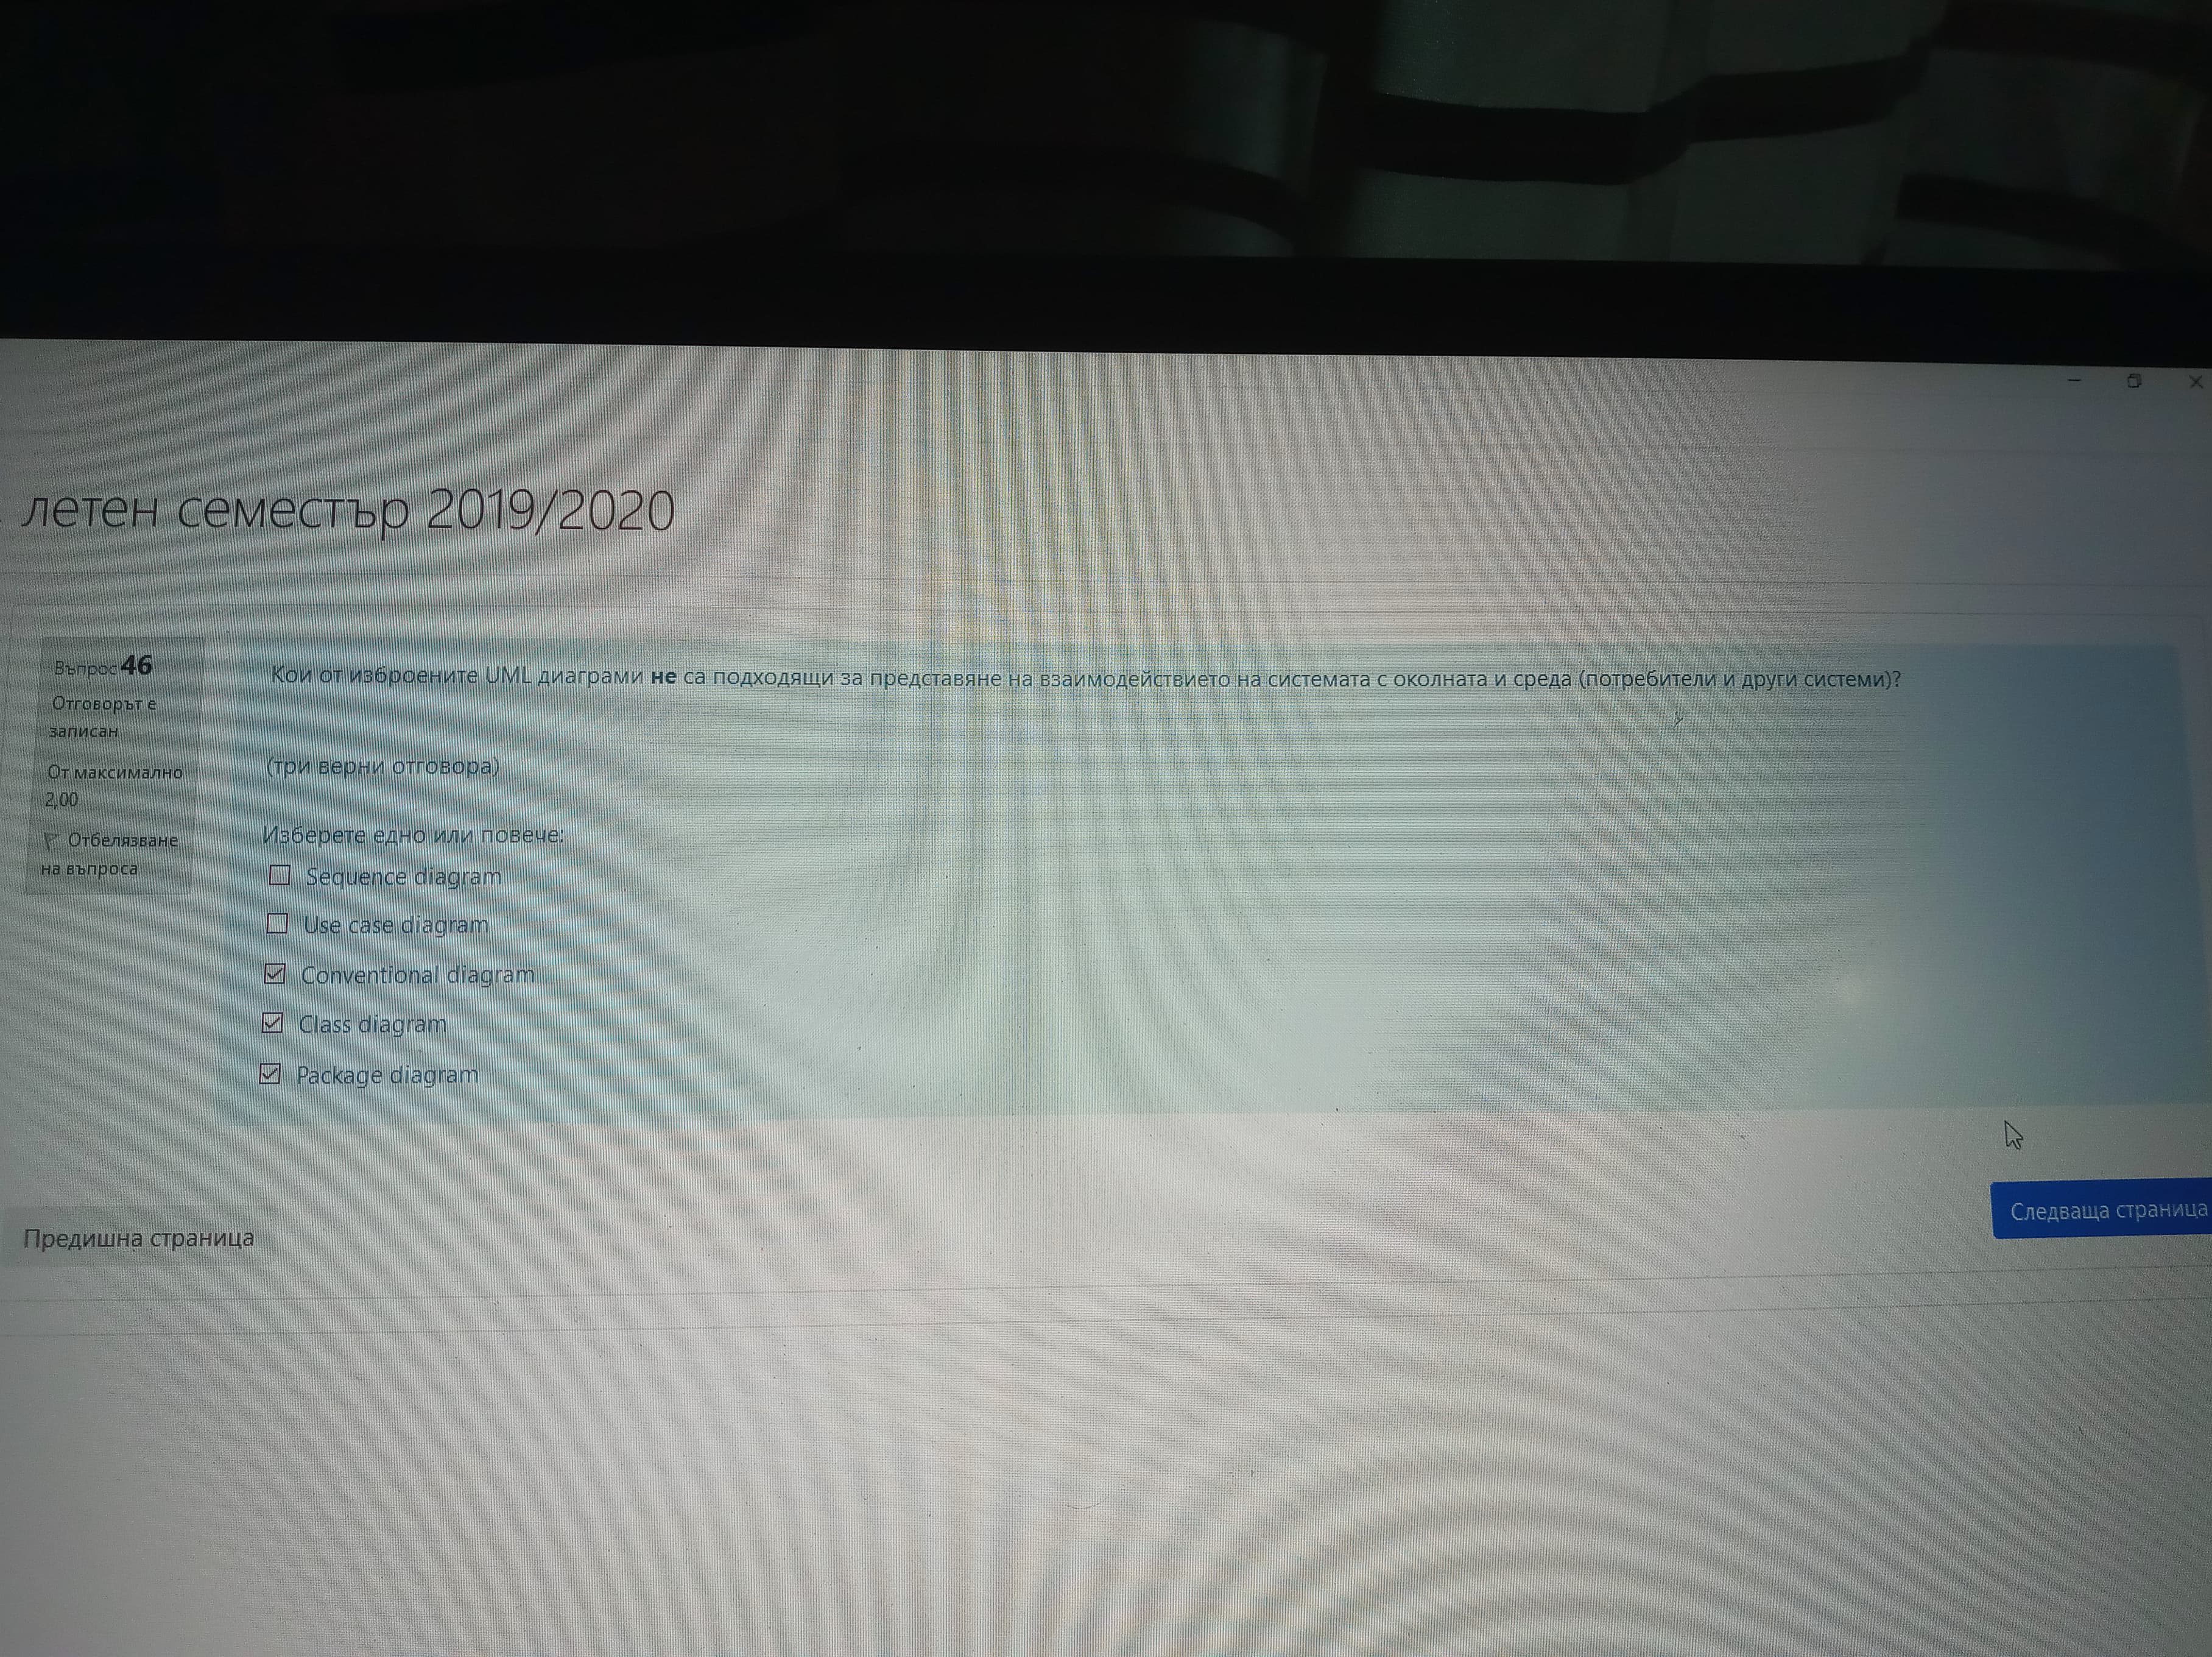 летен семестър 2019/2020
Въпрос 46
Отговорът е
записан
От максимално
2,00
Отбелязване
на въпроса
Кои от изброените UML диаграми не са подходящи за представяне на взаимодействието на системата с околната и среда (потребители и други системи)?
(три верни отговора)
Изберете едно или повече:
Sequence diagram
Use case diagram
Conventional diagram
Class diagram
Package diagram
Предишна страница
Следваща страница